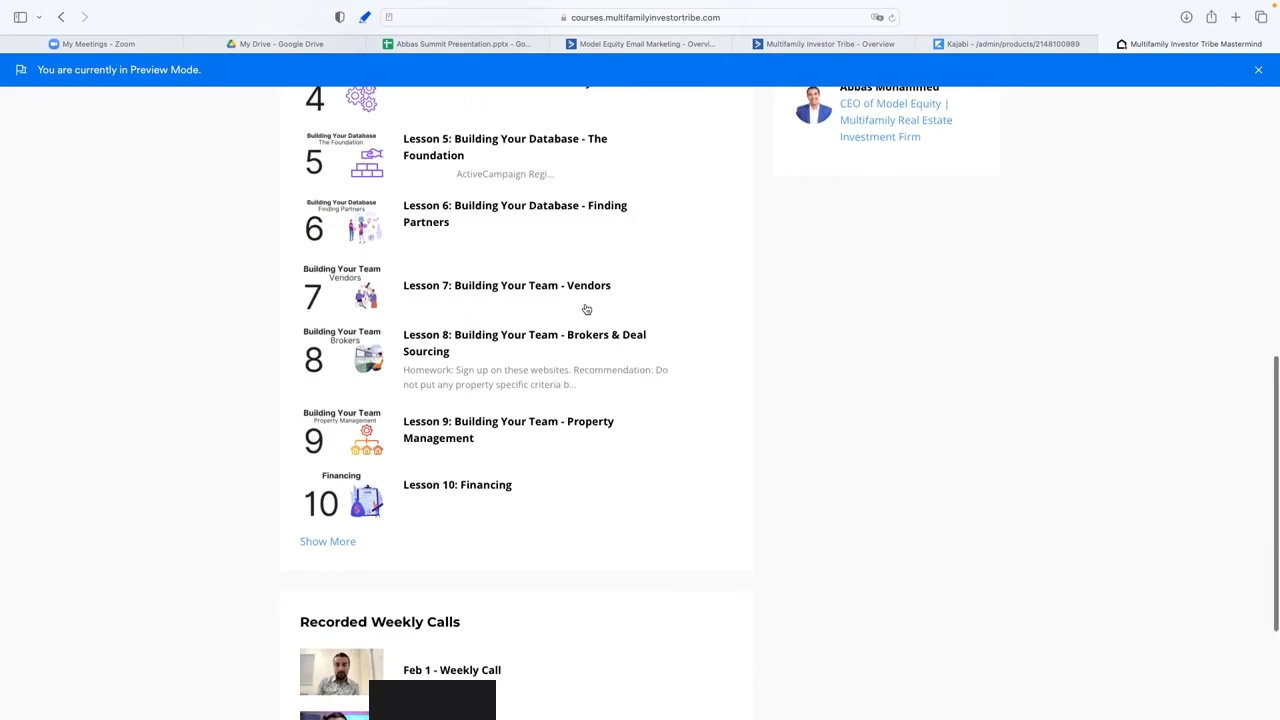 courses.multifamilyinvestortribe.com
My Meetings - Zoom
My Drive - Google Drive
Abbas Summit Presentation.pptx - Go...
Model Equity Email Marketing - Overvi...
Multifamily Investor Tribe - Overview
Kajabi - /admin/products/2148100989
Multifamily Investor Tribe Mastermind
You are currently in Preview Mode.
4
Building Your Database
The Foundation
5
Lesson 5: Building Your Database - The
Foundation
ActiveCampaign Regi...
Building Your Database
Finding Partners
6
Lesson 6: Building Your Database - Finding
Partners
Building Your Team
Vendors
7
Lesson 7: Building Your Team - Vendors
Building Your Team
Brokers
8
Lesson 8: Building Your Team - Brokers & Deal
Sourcing
Homework: Sign up on these websites. Recommendation: Do
not put any property specific criteria b...
Building Your Team
Property Management
9
Lesson 9: Building Your Team - Property
Management
Financing
10
Lesson 10: Financing
Show More
Recorded Weekly Calls
Feb 1 - Weekly Call
Abbas Mohammed
CEO of Model Equity |
Multifamily Real Estate
Investment Firm